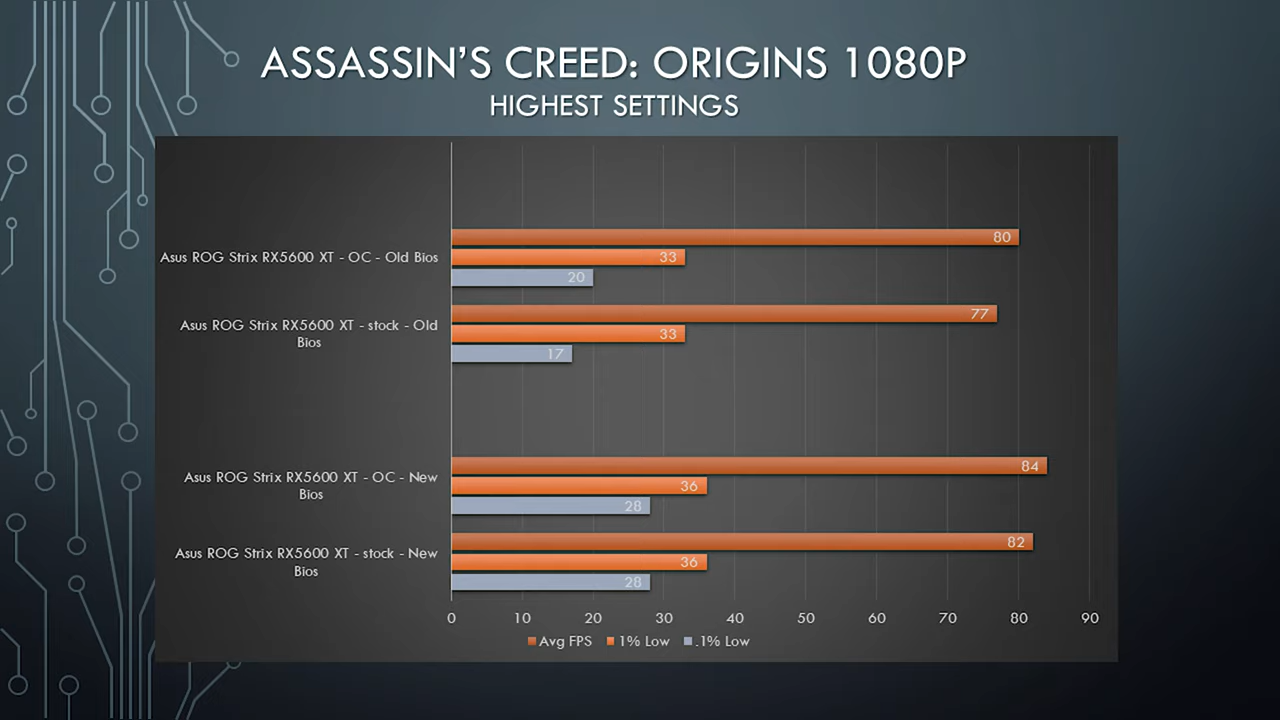 ASSASSIN'S CREED: ORIGINS 1080P
HIGHEST SETTINGS
Asus ROG Strix RX5600 XT - OC - Old Bios
80
33
20
Asus ROG Strix RX5600 XT - stock - Old
Bios
77
33
17
Asus ROG Strix RX5600 XT - OC - New
Bios
84
36
28
Asus ROG Strix RX5600 XT - stock - New
Bios
82
36
28
0 10 20 30 40 50 60 70 80 90
Avg FPS 1% Low .1% Low